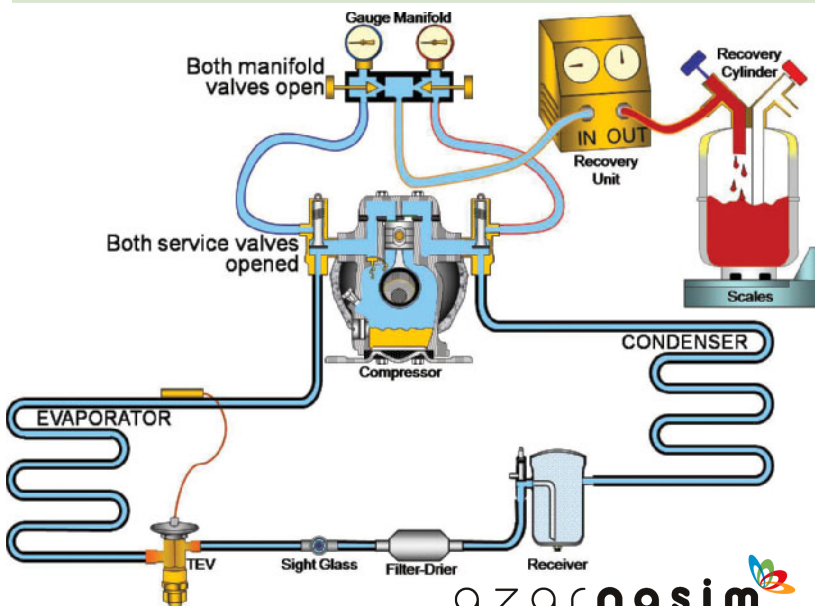 Gauge Manifold
Both manifold
valves open
Recovery
Cylinder
IN OUT
Recovery
Unit
Both service valves
opened
Scales
CONDENSER
Compressor
EVAPORATOR
TEV
Sight Glass
Filter-Drier
Receiver
azarnasim